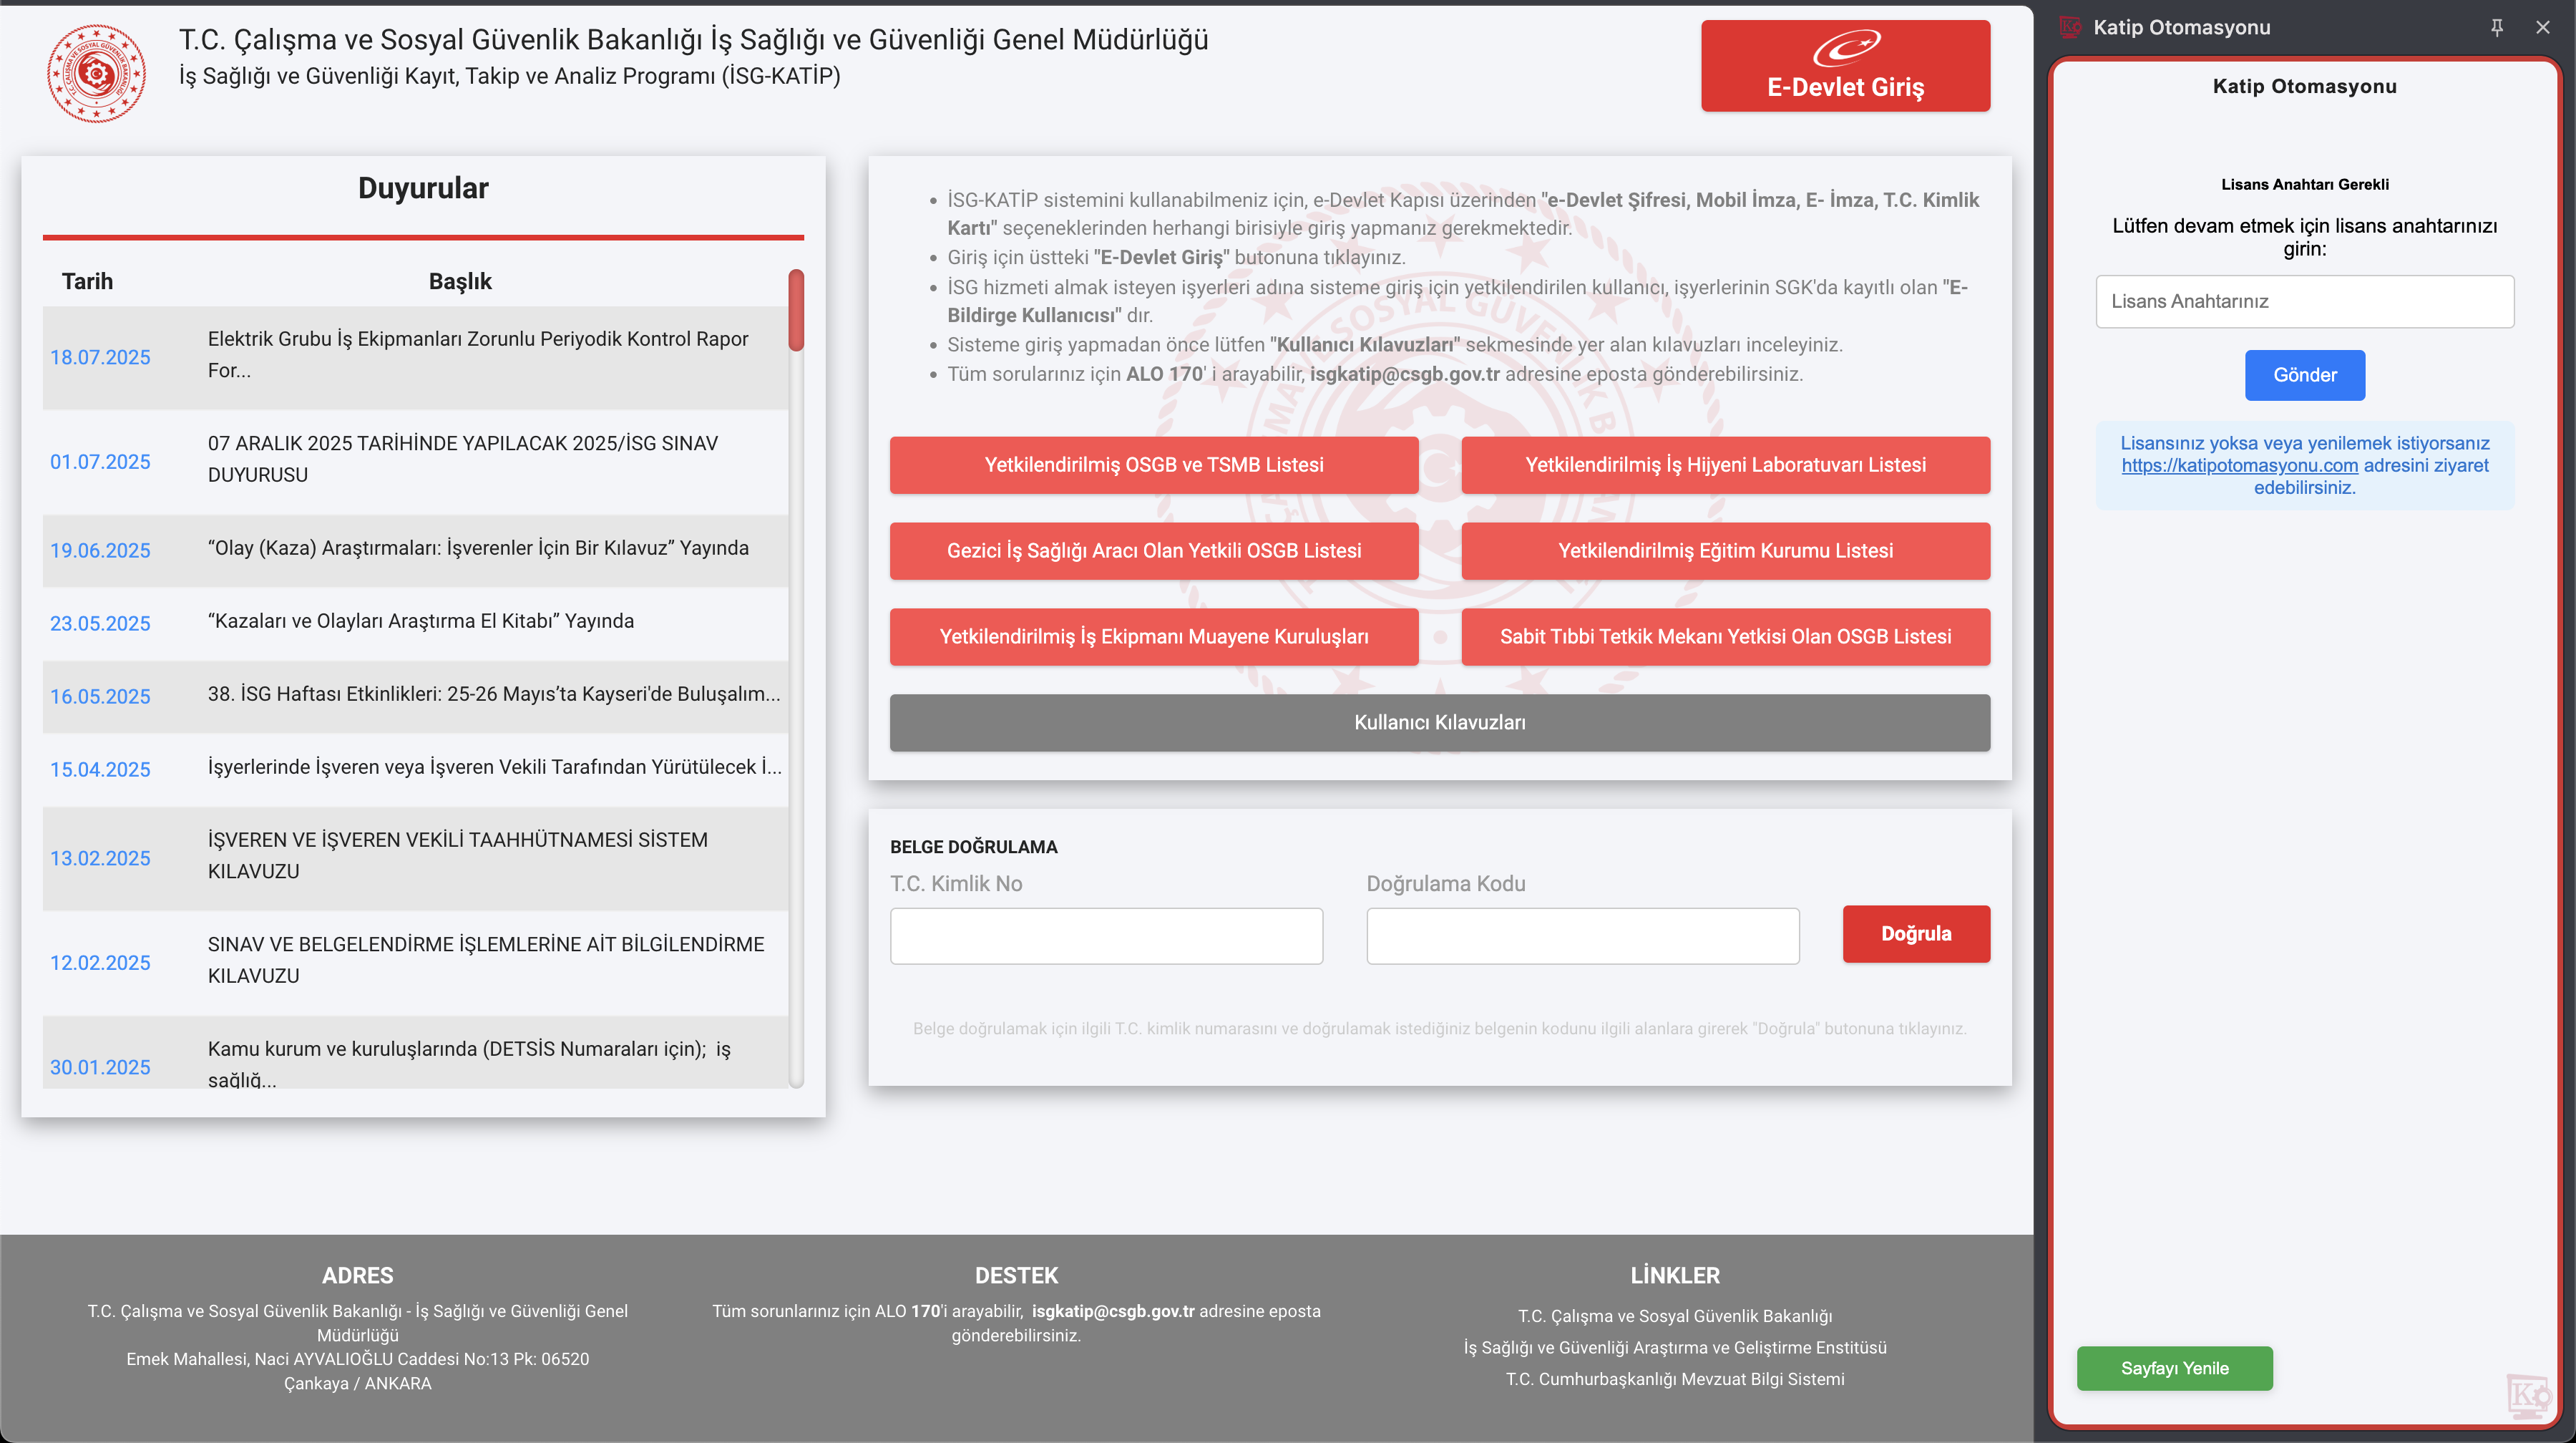 T.C. Çalışma ve Sosyal Güvenlik Bakanlığı İş Sağlığı ve Güvenliği Genel Müdürlüğü
İş Sağlığı ve Güvenliği Kayıt, Takip ve Analiz Programı (İSG-KATİP)
E-Devlet Giriş
Duyurular
Tarih Başlık
18.07.2025 Elektrik Grubu İş Ekipmanları Zorunlu Periyodik Kontrol Rapor
For...
01.07.2025 07 ARALIK 2025 TARİHİNDE YAPILACAK 2025/İSG SINAV
DUYURUSU
19.06.2025 “Olay (Kaza) Araştırmaları: İşverenler İçin Bir Kılavuz” Yayında
23.05.2025 “Kazaları ve Olayları Araştırma El Kitabı” Yayında
16.05.2025 38. İSG Haftası Etkinlikleri: 25-26 Mayıs’ta Kayseri'de Buluşalım...
15.04.2025 İşyerlerinde İşveren veya İşveren Vekili Tarafından Yürütülecek İ...
13.02.2025 İŞVEREN VE İŞVEREN VEKİLİ TAAHHÜTNAMESİ SİSTEM
KILAVUZU
12.02.2025 SINAV VE BELGELENDİRME İŞLEMLERİNE AİT BİLGİLENDİRME
KILAVUZU
30.01.2025 Kamu kurum ve kuruluşlarında (DETSİS Numaraları için); iş
sağlığ...
• İSG-KATİP sistemini kullanabilmeniz için, e-Devlet Kapısı üzerinden "e-Devlet Şifresi, Mobil İmza, E- İmza, T.C. Kimlik
Kartı" seçeneklerinden herhangi birisiyle giriş yapmanız gerekmektedir.
• Giriş için üstteki "E-Devlet Giriş" butonuna tıklayınız.
• İSG hizmeti almak isteyen işyerleri adına sisteme giriş için yetkilendirilen kullanıcı, işyerlerinin SGK'da kayıtlı olan "E-
Bildirge Kullanıcısı" dır.
• Sisteme giriş yapmadan önce lütfen "Kullanıcı Kılavuzları" sekmesinde yer alan kılavuzları inceleyiniz.
• Tüm sorularınız için ALO 170' i arayabilir, isgkatip@csgb.gov.tr adresine eposta gönderebilirsiniz.
Yetkilendirilmiş OSGB ve TSMB Listesi
Yetkilendirilmiş İş Hijyeni Laboratuvarı Listesi
Gezici İş Sağlığı Aracı Olan Yetkili OSGB Listesi
Yetkilendirilmiş Eğitim Kurumu Listesi
Yetkilendirilmiş İş Ekipmanı Muayene Kuruluşları
Sabit Tıbbi Tetkik Mekanı Yetkisi Olan OSGB Listesi
Kullanıcı Kılavuzları
BELGE DOĞRULAMA
T.C. Kimlik No
Doğrulama Kodu
Doğrula
Belge doğrulamak için ilgili T.C. kimlik numarasını ve doğrulamak istediğiniz belgenin kodunu ilgili alanlara girerek "Doğrula" butonuna tıklayınız.
ADRES
T.C. Çalışma ve Sosyal Güvenlik Bakanlığı - İş Sağlığı ve Güvenliği Genel
Müdürlüğü
Emek Mahallesi, Naci AYVALIOĞLU Caddesi No:13 Pk: 06520
Çankaya / ANKARA
DESTEK
Tüm sorunlarınız için ALO 170'i arayabilir, isgkatip@csgb.gov.tr adresine eposta
gönderebilirsiniz.
LİNKLER
T.C. Çalışma ve Sosyal Güvenlik Bakanlığı
İş Sağlığı ve Güvenliği Araştırma ve Geliştirme Enstitüsü
T.C. Cumhurbaşkanlığı Mevzuat Bilgi Sistemi
Katip Otomasyonu
Katip Otomasyonu
Lisans Anahtarı Gerekli
Lütfen devam etmek için lisans anahtarınızı
girin:
Lisans Anahtarınız
Gönder
Lisansınız yoksa veya yenilemek istiyorsanız
https://katipotomasyonu.com adresini ziyaret
edebilirsiniz.
Sayfayı Yenile